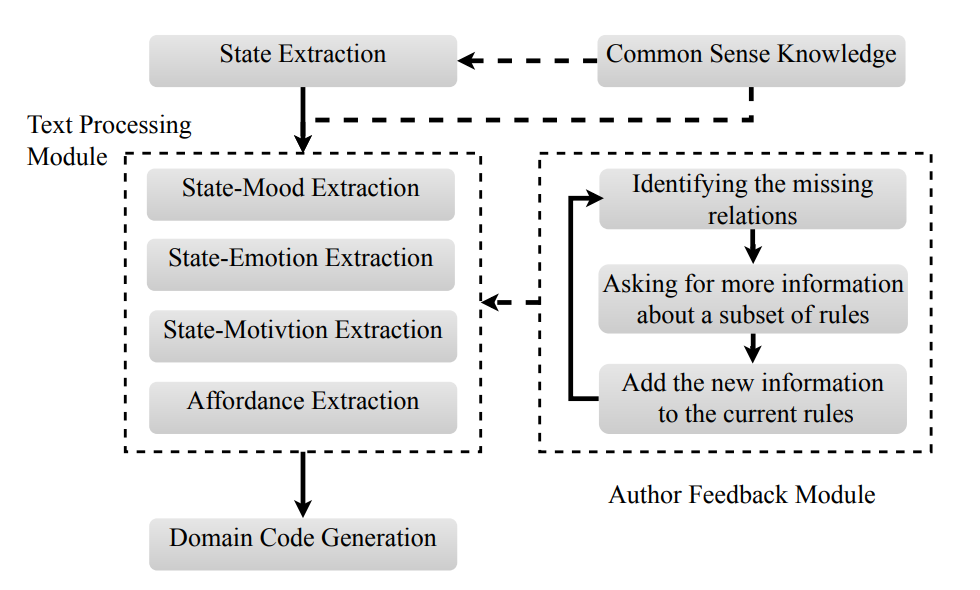 State Extraction
Common Sense Knowledge
Text Processing
Module
State-Mood Extraction
State-Emotion Extraction
State-Motivtion Extraction
Affordance Extraction
Identifying the missing
relations
Asking for more information
about a subset of rules
Add the new information
to the current rules
Author Feedback Module
Domain Code Generation